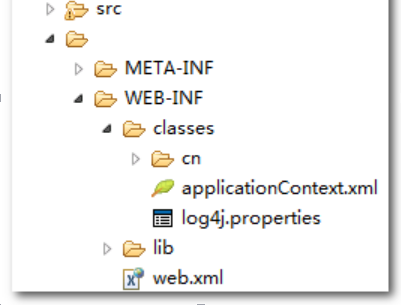 src
META-INF
WEB-INF
classes
cn
applicationContext.xml
log4j.properties
lib
web.xml